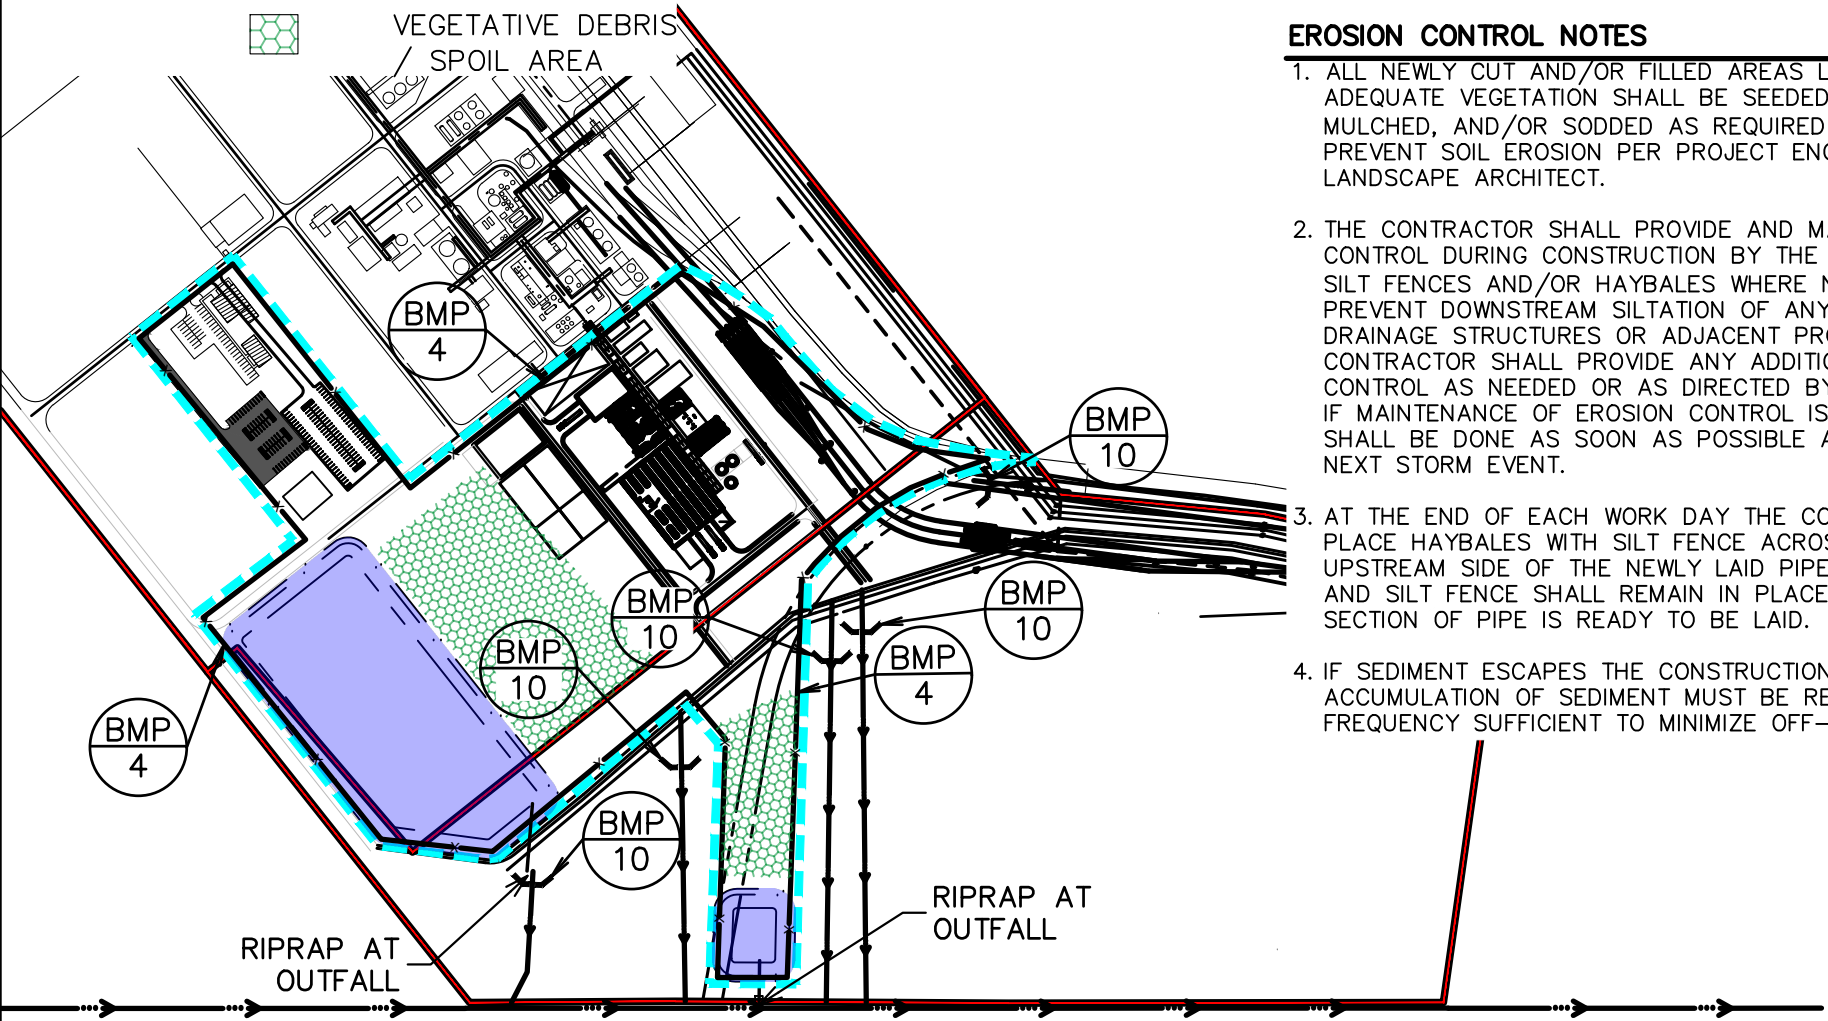 VEGETATIVE DEBRIS
/ SPOIL AREA
EROSION CONTROL NOTES
1. ALL NEWLY CUT AND/OR FILLED AREAS
ADEQUATE VEGETATION SHALL BE SEEDED
MULCHED, AND/OR SODDED AS REQUIRED
PREVENT SOIL EROSION PER PROJECT
LANDSCAPE ARCHITECT.
2. THE CONTRACTOR SHALL PROVIDE AND
CONTROL DURING CONSTRUCTION BY THE
SILT FENCES AND/OR HAYBALES WHERE
PREVENT DOWNSTREAM SILTATION OF ANY
DRAINAGE STRUCTURES OR ADJACENT
CONTRACTOR SHALL PROVIDE ANY
CONTROL AS NEEDED OR AS DIRECTED BY
IF MAINTENANCE OF EROSION CONTROL IS
SHALL BE DONE AS SOON AS POSSIBLE
NEXT STORM EVENT.
3. AT THE END OF EACH WORK DAY THE
PLACE HAYBALES WITH SILT FENCE
UPSTREAM SIDE OF THE NEWLY LAID PIPE
AND SILT FENCE SHALL REMAIN IN PLACE
SECTION OF PIPE IS READY TO BE LAID.
4. IF SEDIMENT ESCAPES THE CONSTRUCTION
ACCUMULATION OF SEDIMENT MUST BE
FREQUENCY SUFFICIENT TO MINIMIZE OFF-
BMP
4
BMP
10
BMP
10
BMP
10
BMP
10
BMP
4
BMP
4
BMP
10
RIPRAP AT
OUTFALL
RIPRAP AT
OUTFALL